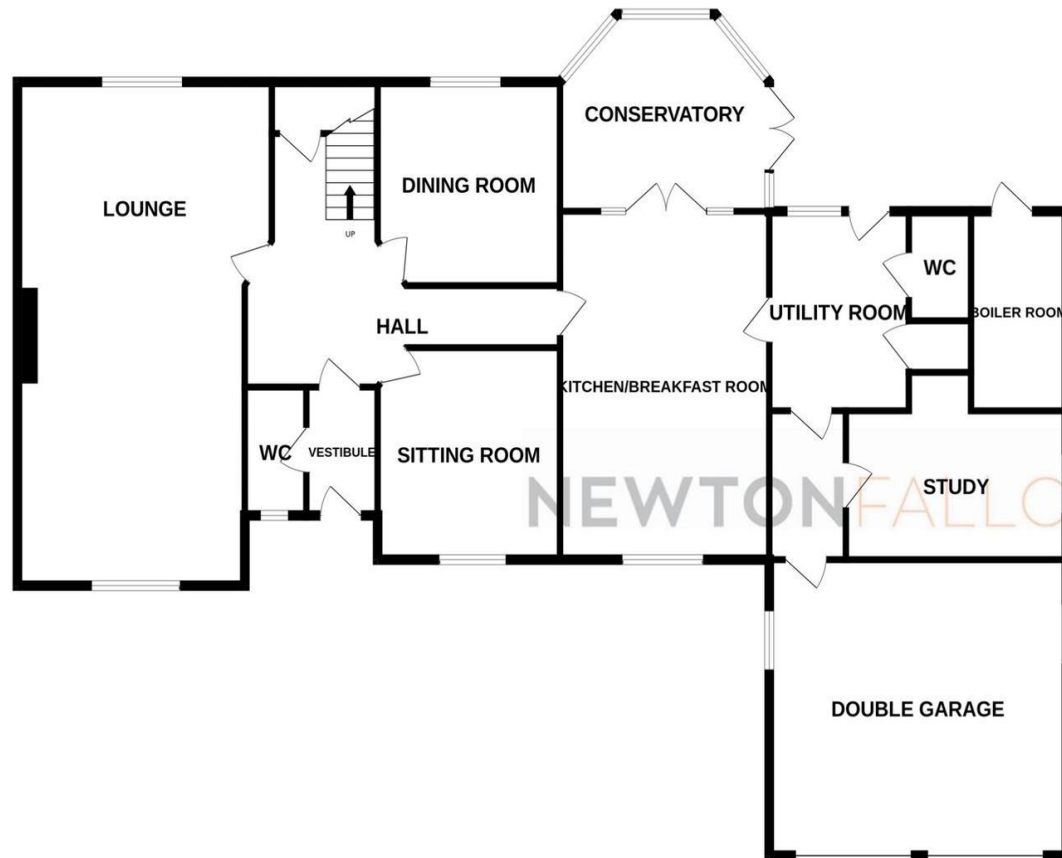 CONSERVATORY
DINING ROOM
LOUNGE
UP
WC
UTILITY ROOM
BOILER ROOM
HALL
KITCHEN/BREAKFAST ROOM
WC
VESTIBULE
SITTING ROOM
STUDY
NEWTONFALLO
DOUBLE GARAGE